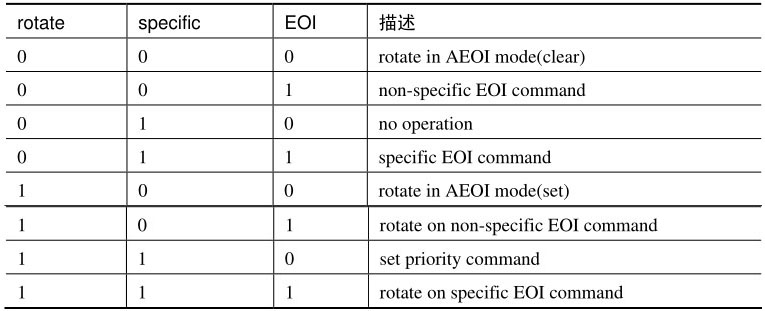 rotate specific EOI 描述
0 0 0 rotate in AEOI mode(clear)
0 0 1 non-specific EOI command
0 1 0 no operation
0 1 1 specific EOI command
1 0 0 rotate in AEOI mode(set)
1 0 1 rotate on non-specific EOI command
1 1 0 set priority command
1 1 1 rotate on specific EOI command